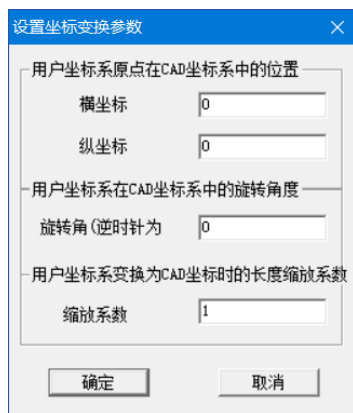 设置坐标变换参数
用户坐标系原点在CAD坐标系中的位置
横坐标 0
纵坐标 0
用户坐标系在CAD坐标系中的旋转角度
旋转角(逆时针为 0
用户坐标系变换为CAD坐标时的长度缩放系数
缩放系数 1
确定 取消